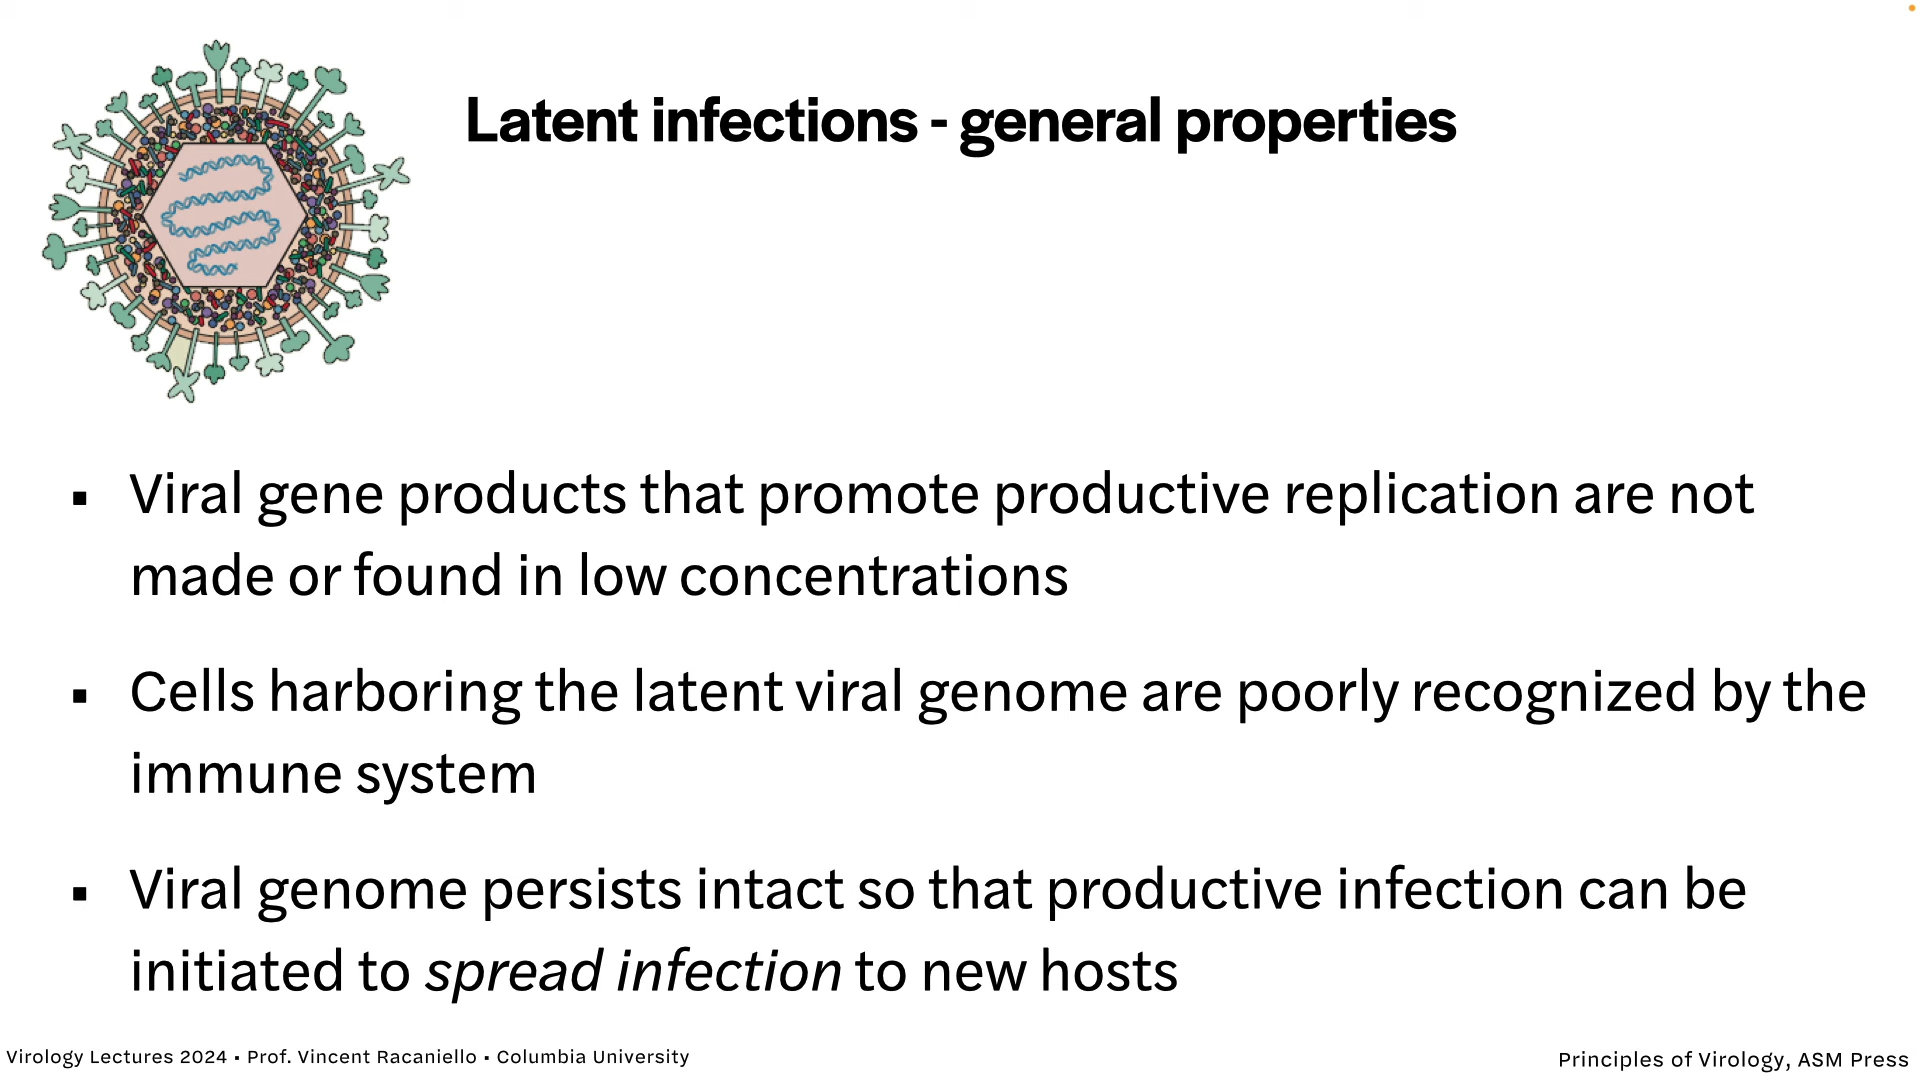 Latent infections - general properties
▪ Viral gene products that promote productive replication are not
made or found in low concentrations
▪ Cells harboring the latent viral genome are poorly recognized by the
immune system
▪ Viral genome persists intact so that productive infection can be
initiated to spread infection to new hosts
Virology Lectures 2024 • Prof. Vincent Racaniello • Columbia University
Principles of Virology, ASM Press